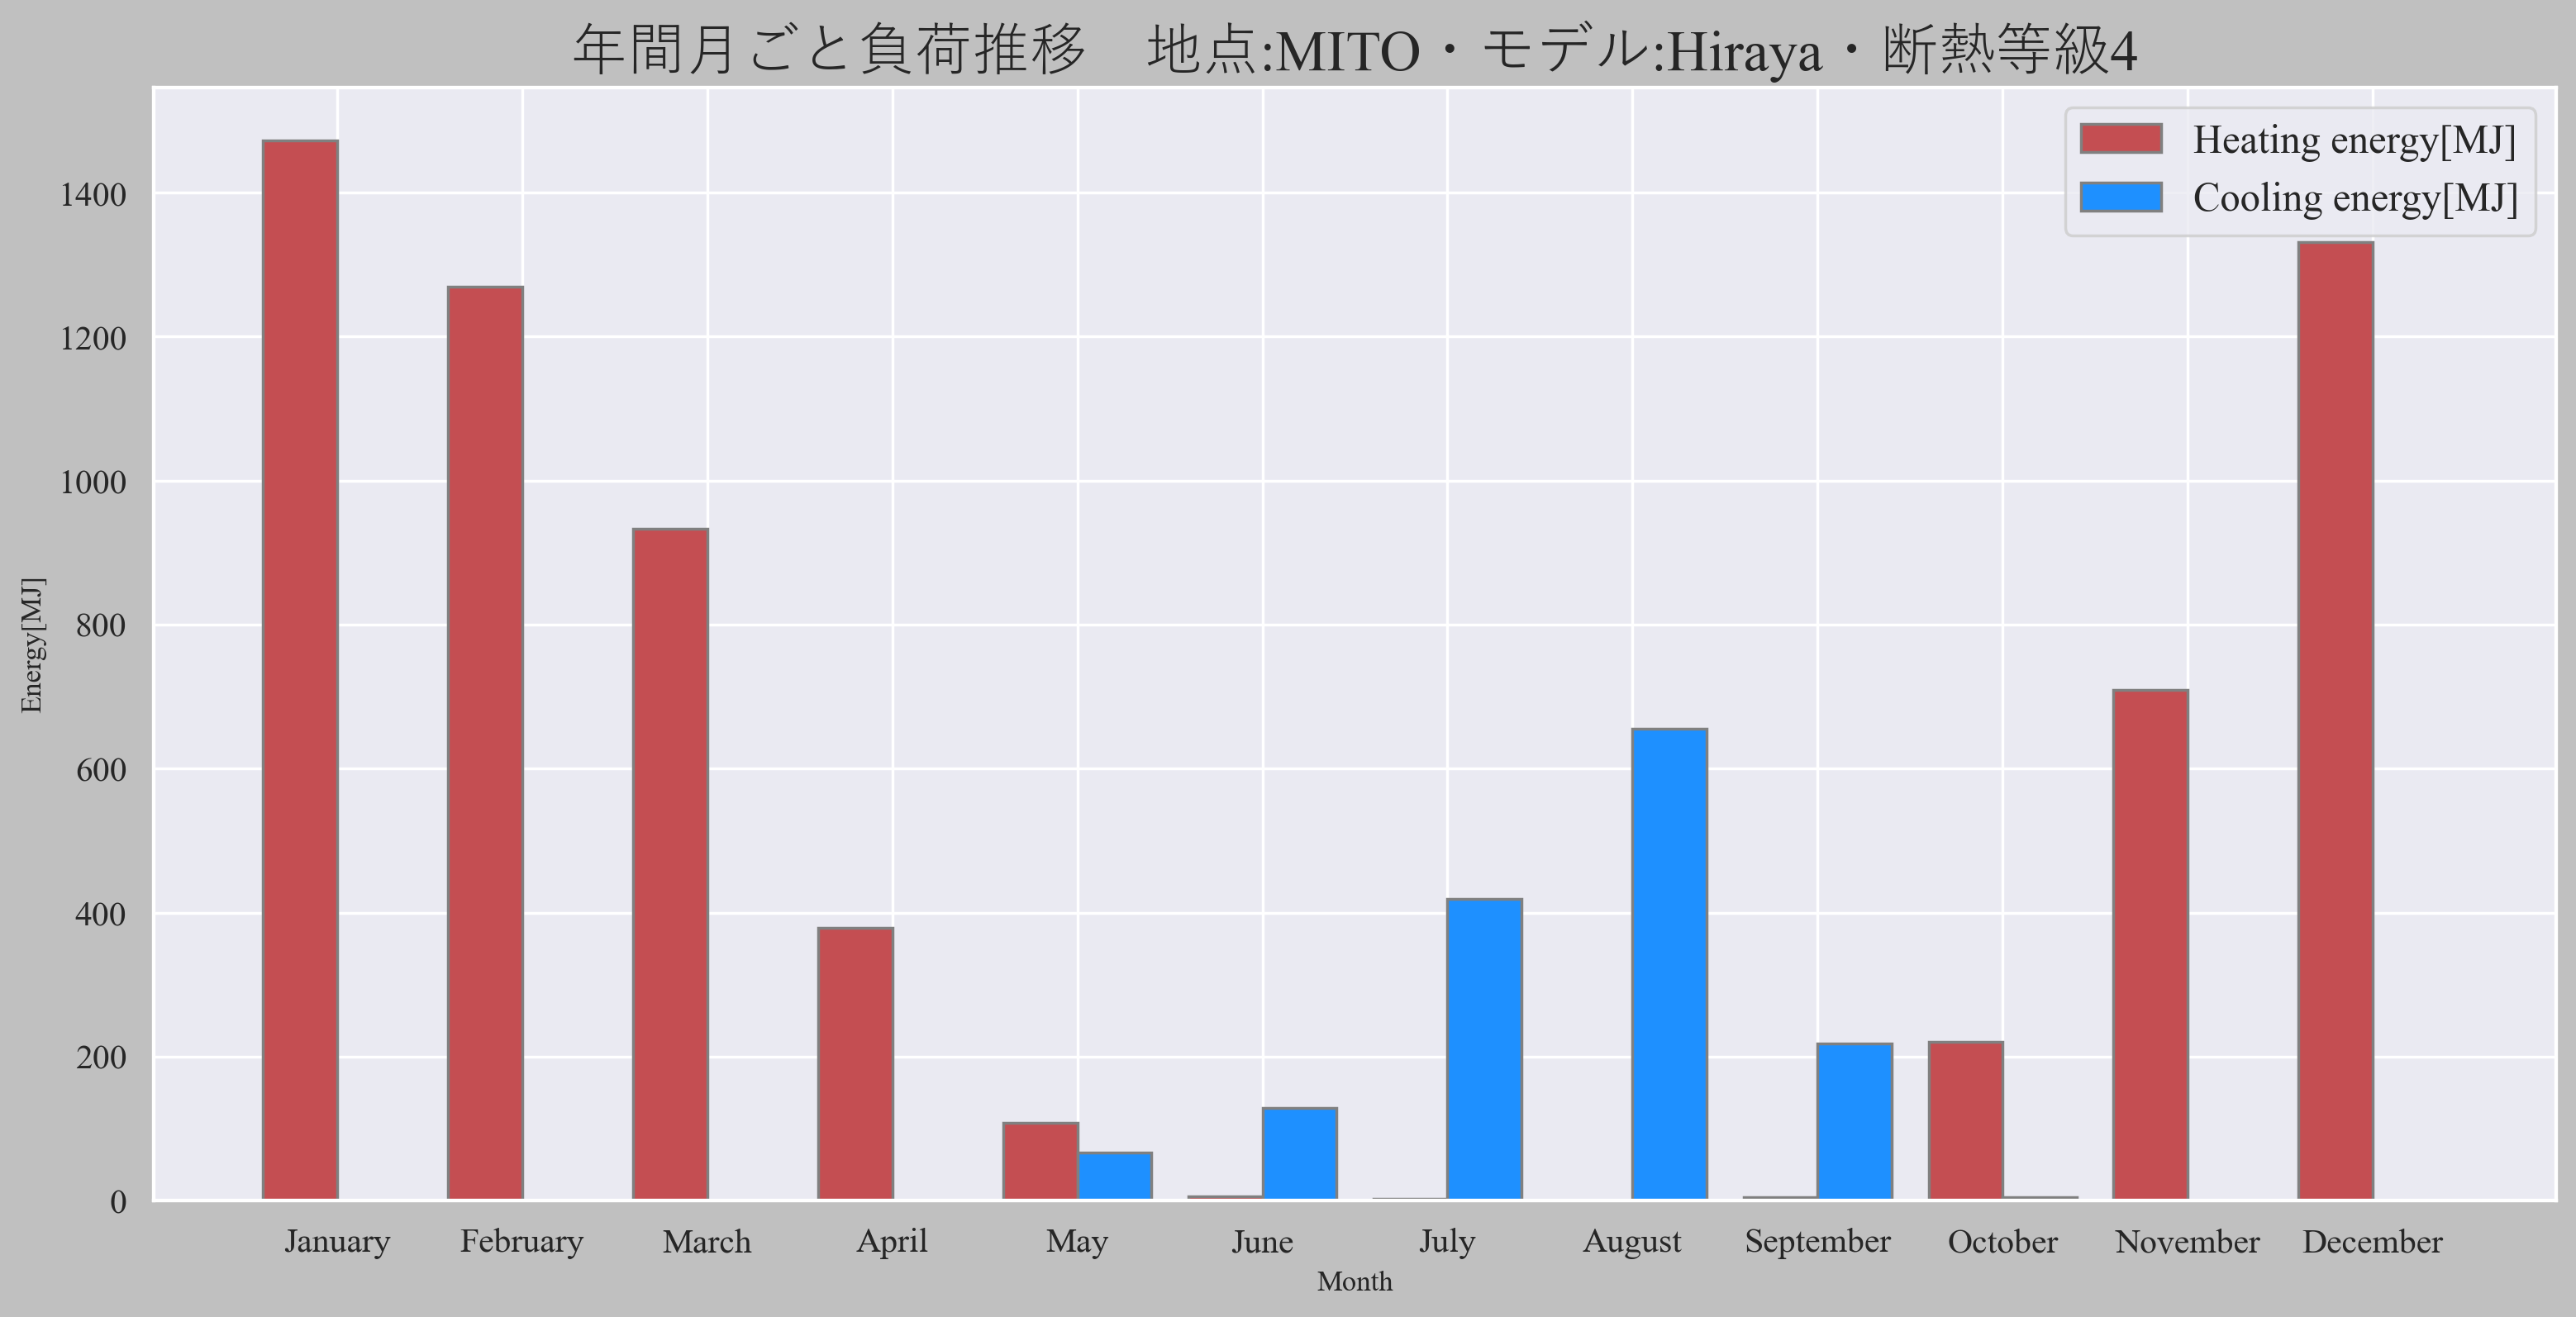 年間月ごと負荷推移　地点:MITO・モデル:Hiraya・断熱等級4
Heating energy[MJ]
Cooling energy[MJ]
Energy[MJ]
1400
1200
1000
800
600
400
200
0
January February March April May June July August September October November December
Month